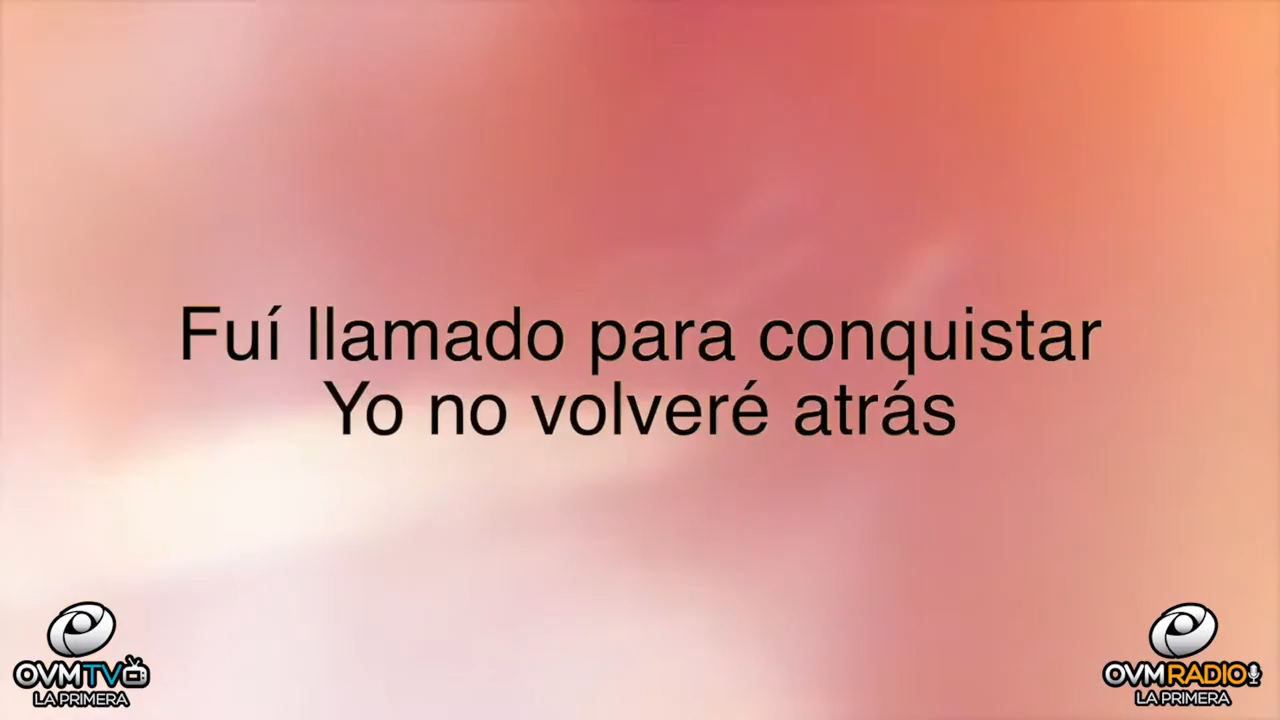 Fuí llamado para conquistar
Yo no volveré atrás
OVMTV
LA PRIMERA
OVMRADIO
LA PRIMERA